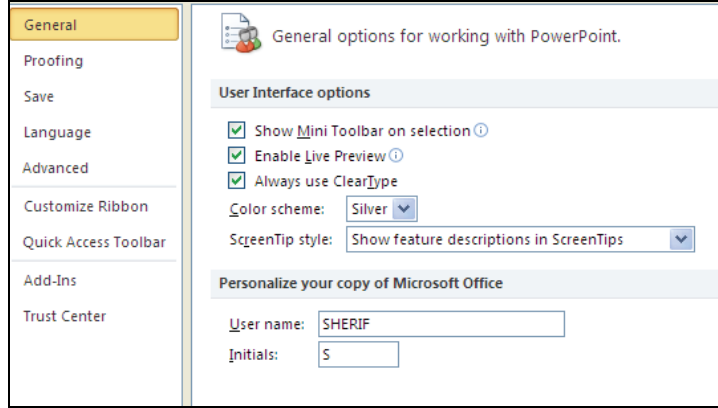 General
Proofing
Save
Language
Advanced
Customize Ribbon
Quick Access Toolbar
Add-Ins
Trust Center
General options for working with PowerPoint.
User Interface options
Show Mini Toolbar on selection
Enable Live Preview
Always use ClearType
Color scheme: Silver
ScreenTip style: Show feature descriptions in ScreenTips
Personalize your copy of Microsoft Office
User name: SHERIF
Initials: S